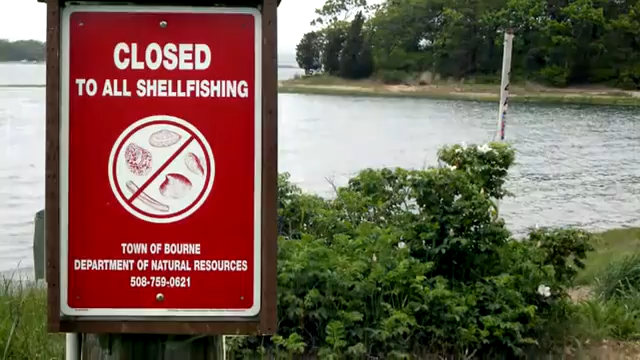 CLOSED
TO ALL SHELLFISHING
TOWN OF BOURNE
DEPARTMENT OF NATURAL RESOURCES
508-759-0621